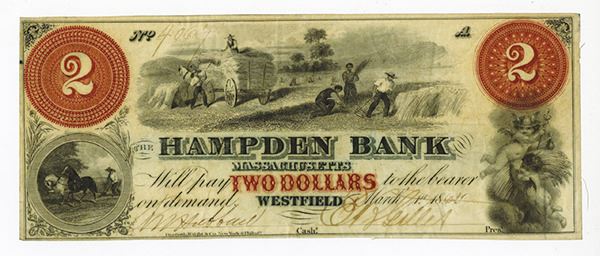 No A
2 2
THE HAMPDEN BANK
MASSACHUSETTS
Will pay TWO DOLLARS to the bearer
on demand WESTFIELD March
Cash. Pres.